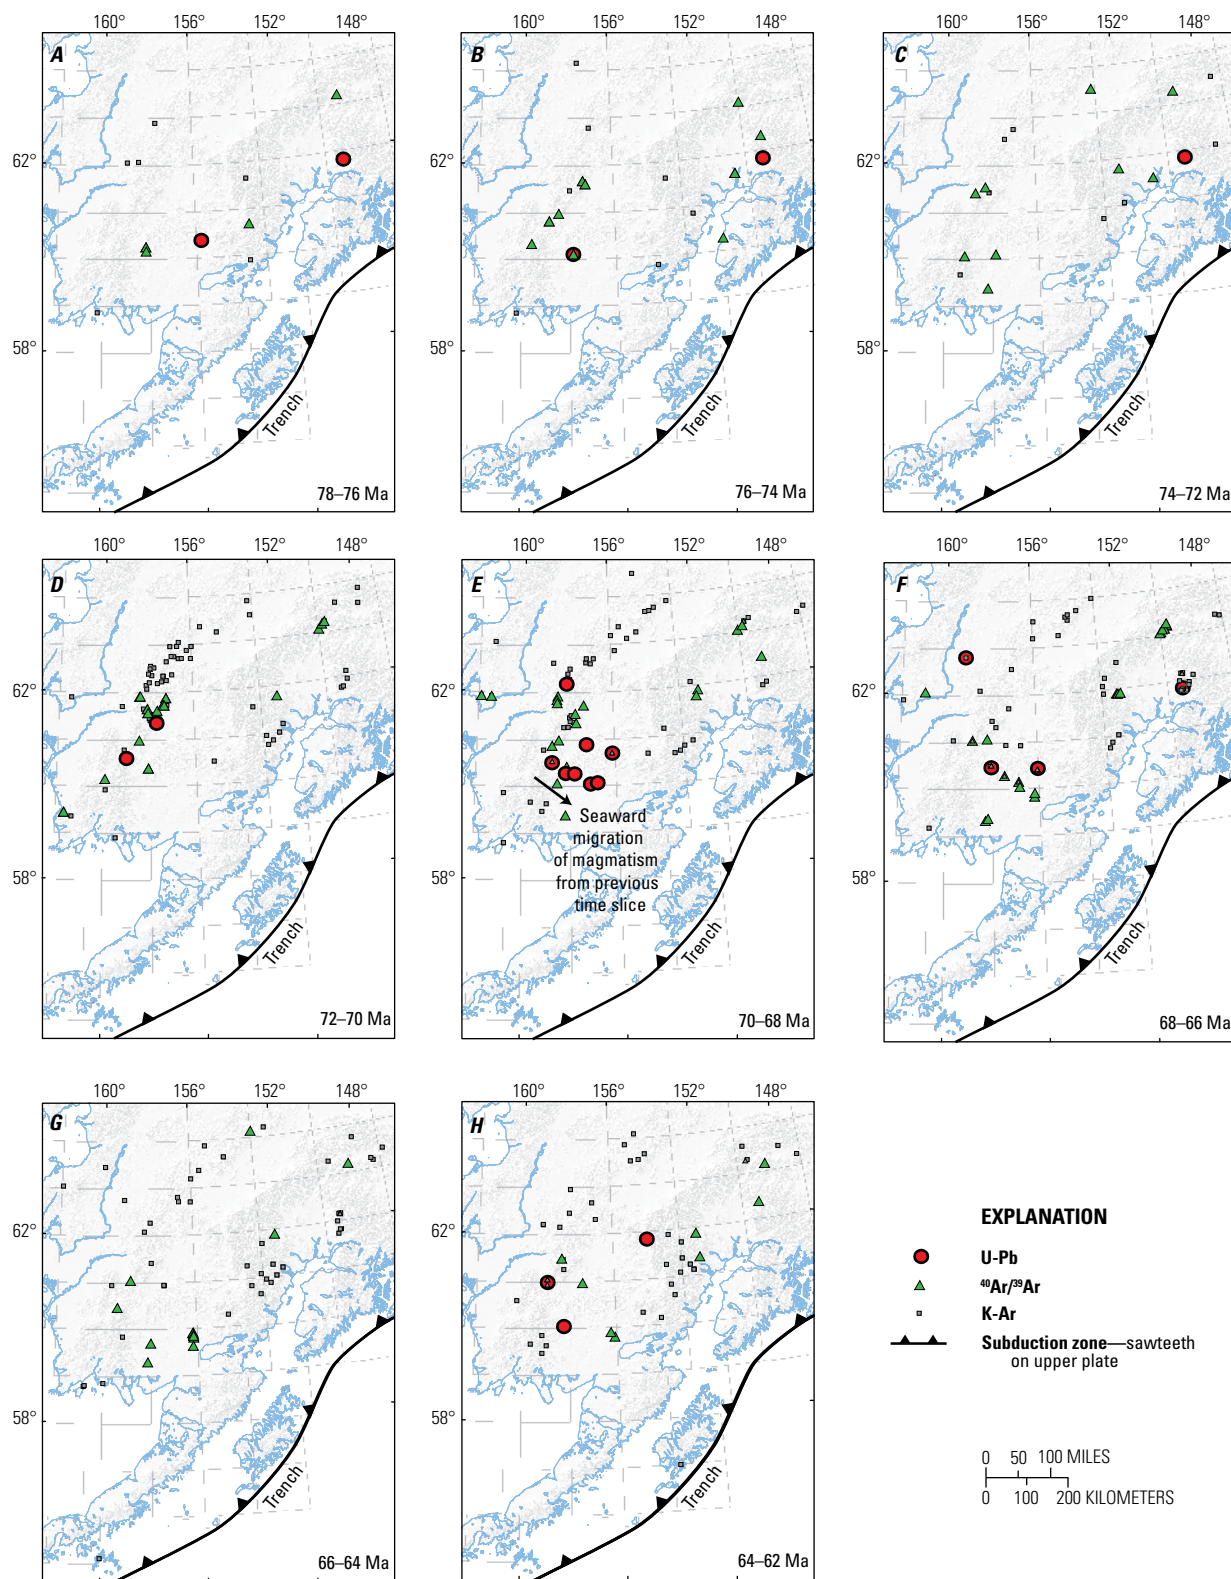 160° 156° 152° 148°
160° 156° 152° 148°
160° 156° 152° 148°
A
B
C
62°
58°
62°
58°
62°
58°
Trench
Trench
Trench
78–76 Ma
76–74 Ma
74–72 Ma
160° 156° 152° 148°
160° 156° 152° 148°
160° 156° 152° 148°
D
E
F
62°
58°
62°
58°
62°
58°
Seaward
migration
of magmatism
from previous
time slice
Trench
Trench
Trench
72–70 Ma
70–68 Ma
68–66 Ma
160° 156° 152° 148°
160° 156° 152° 148°
G
H
62°
58°
62°
58°
Trench
Trench
66–64 Ma
64–62 Ma
EXPLANATION
U-Pb
⁴⁰Ar/³⁹Ar
K-Ar
Subduction zone—sawteeth
on upper plate
0 50 100 MILES
0 100 200 KILOMETERS